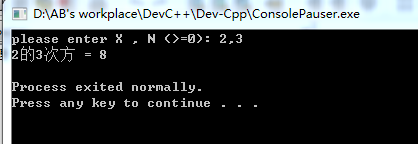 D:\AB's workplace\DevC++\Dev-Cpp\ConsolePauser.exe
please enter X , N (>=0): 2,3
2的3次方 = 8
Process exited normally.
Press any key to continue . . .